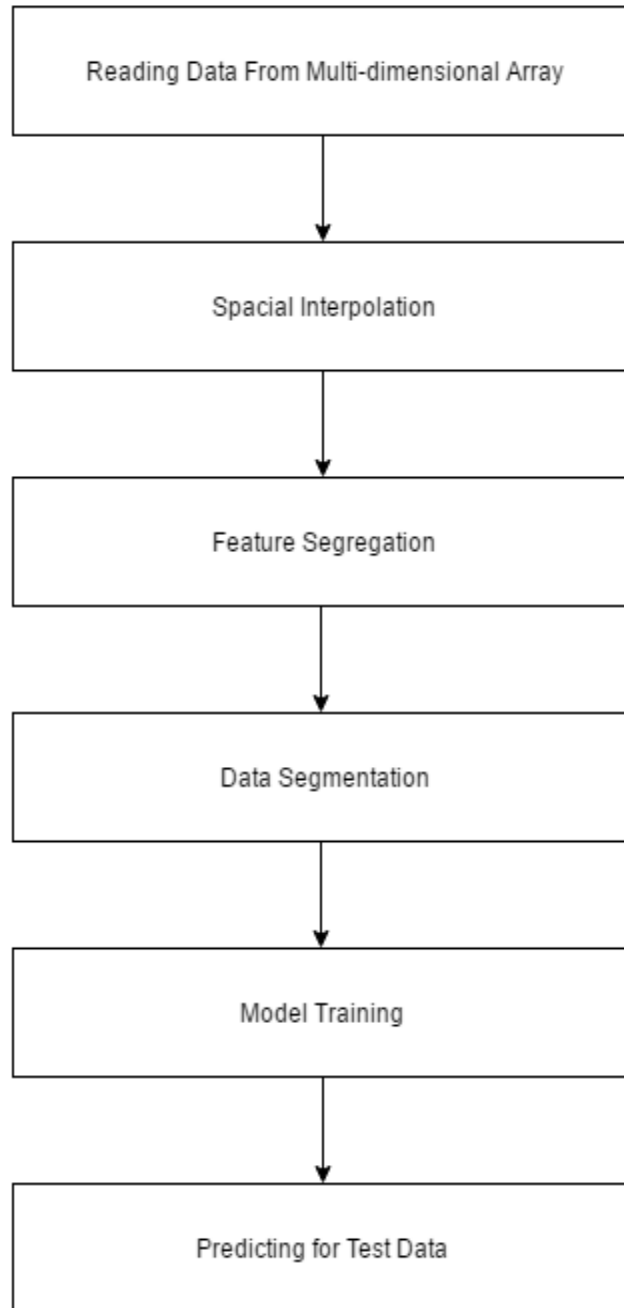 Reading Data From Multi-dimensional Array
Spacial Interpolation
Feature Segregation
Data Segmentation
Model Training
Predicting for Test Data